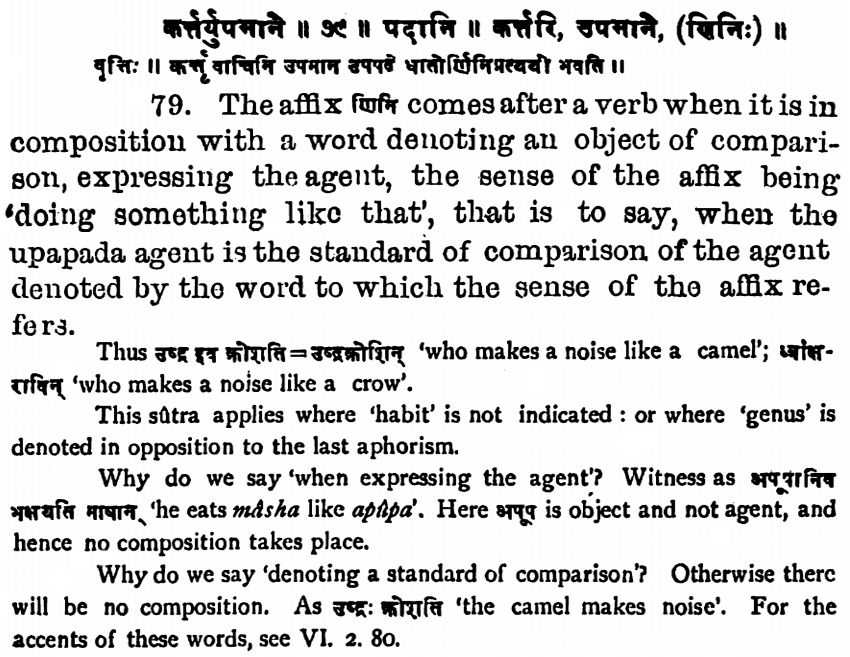 कर्त्तर्युपमाने ॥ ७९ ॥ पदानि ॥ कर्त्तरि, उपमाने, (णिनिः) ॥
वृत्तिः ॥ कर्त्तृवाचिनि उपमान उपपदे धातोर्णिनिप्रत्ययो भवति ॥
79. The affix णिनि comes after a verb when it is in
composition with a word denoting an object of compari-
son, expressing the agent, the sense of the affix being
'doing something like that', that is to say, when the
upapada agent is the standard of comparison of the agent
denoted by the word to which the sense of the affix re-
fers.
Thus उष्ट्र इव क्रोशति = उष्ट्रक्रोशिन् 'who makes a noise like a camel'; ध्वांक्ष-
राविन् 'who makes a noise like a crow'.
This sûtra applies where 'habit' is not indicated : or where 'genus' is
denoted in opposition to the last aphorism.
Why do we say 'when expressing the agent'? Witness as अपूपानिव
भक्षयति माषान् 'he eats mâsha like apûpa'. Here अपूप is object and not agent, and
hence no composition takes place.
Why do we say 'denoting a standard of comparison'? Otherwise there
will be no composition. As उष्ट्रः क्रोशति 'the camel makes noise'. For the
accents of these words, see VI. 2. 80.